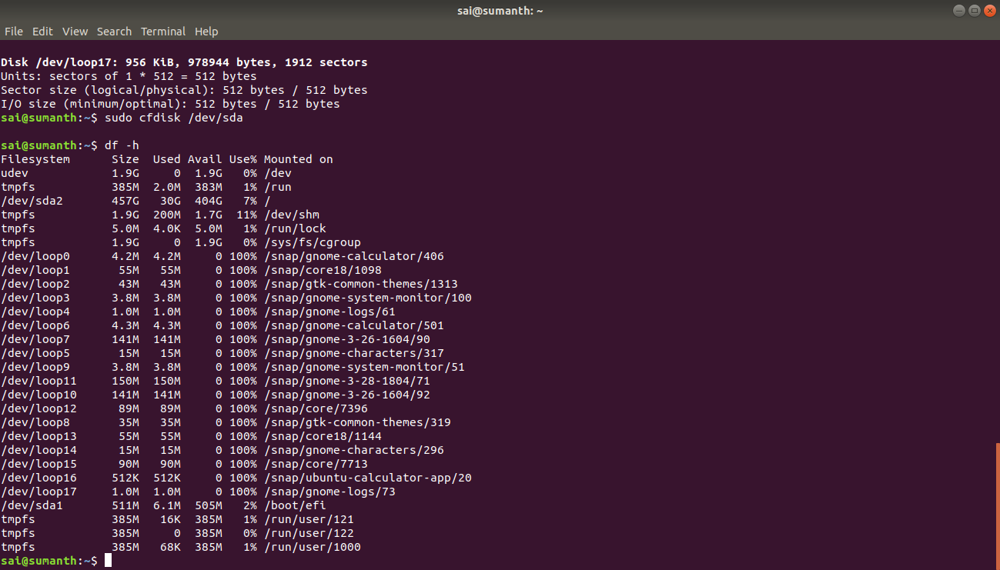 sai@sumanth: ~
File Edit View Search Terminal Help
Disk /dev/loop17: 956 KiB, 978944 bytes, 1912 sectors
Units: sectors of 1 * 512 = 512 bytes
Sector size (logical/physical): 512 bytes / 512 bytes
I/O size (minimum/optimal): 512 bytes / 512 bytes
sai@sumanth:~$ sudo cfdisk /dev/sda
sai@sumanth:~$ df -h
Filesystem      Size  Used Avail Use% Mounted on
udev            1.9G     0  1.9G   0% /dev
tmpfs           385M  2.0M  383M   1% /run
/dev/sda2       457G   30G  404G   7% /
tmpfs           1.9G  200M  1.7G  11% /dev/shm
tmpfs           5.0M  4.0K  5.0M   1% /run/lock
tmpfs           1.9G     0  1.9G   0% /sys/fs/cgroup
/dev/loop0      4.2M  4.2M     0 100% /snap/gnome-calculator/406
/dev/loop1       55M   55M     0 100% /snap/core18/1098
/dev/loop2       43M   43M     0 100% /snap/gtk-common-themes/1313
/dev/loop3      3.8M  3.8M     0 100% /snap/gnome-system-monitor/100
/dev/loop4      1.0M  1.0M     0 100% /snap/gnome-logs/61
/dev/loop6      4.3M  4.3M     0 100% /snap/gnome-calculator/501
/dev/loop7      141M  141M     0 100% /snap/gnome-3-26-1604/90
/dev/loop5       15M   15M     0 100% /snap/gnome-characters/317
/dev/loop9      3.8M  3.8M     0 100% /snap/gnome-system-monitor/51
/dev/loop11     150M  150M     0 100% /snap/gnome-3-28-1804/71
/dev/loop10     141M  141M     0 100% /snap/gnome-3-26-1604/92
/dev/loop12      89M   89M     0 100% /snap/core/7396
/dev/loop8       35M   35M     0 100% /snap/gtk-common-themes/319
/dev/loop13      55M   55M     0 100% /snap/core18/1144
/dev/loop14      15M   15M     0 100% /snap/gnome-characters/296
/dev/loop15      90M   90M     0 100% /snap/core/7713
/dev/loop16     512K  512K     0 100% /snap/ubuntu-calculator-app/20
/dev/loop17     1.0M  1.0M     0 100% /snap/gnome-logs/73
/dev/sda1       511M  6.1M  505M   2% /boot/efi
tmpfs           385M   16K  385M   1% /run/user/121
tmpfs           385M     0  385M   0% /run/user/122
tmpfs           385M   68K  385M   1% /run/user/1000
sai@sumanth:~$